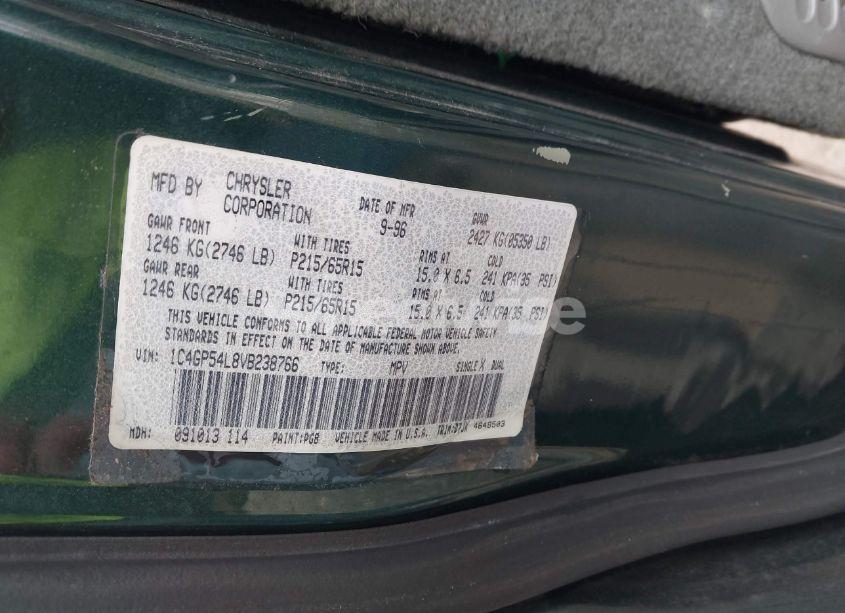 MFD BY CHRYSLER CORPORATION DATE OF MFR 9-96 GVWR 2427 KG(05350 LB)
GAWR FRONT WITH TIRES RIMS AT COLD
1246 KG(2746 LB) P215/65R15 15.0 X 6.5 241 KPA(35 PSI)
GAWR REAR WITH TIRES RIMS AT COLD
1246 KG(2746 LB) P215/65R15 15.0 X 6.5 241 KPA(35 PSI)
THIS VEHICLE CONFORMS TO ALL APPLICABLE FEDERAL MOTOR VEHICLE SAFETY
STANDARDS IN EFFECT ON THE DATE OF MANUFACTURE SHOWN ABOVE.
VIN: 1C4GP54L8VB238766 TYPE: MPV SINGLE X DUAL
MDH: 091013 114 PAINT:PGB VEHICLE MADE IN U.S.A. 4648503